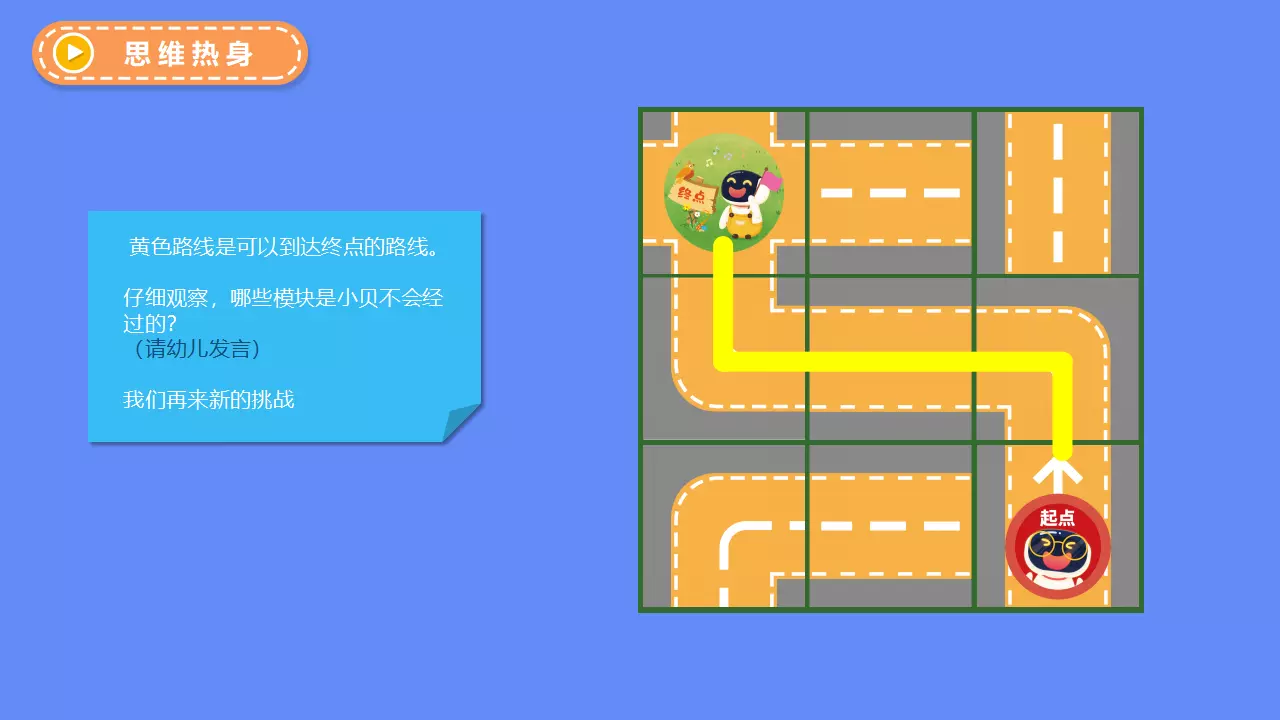 思维热身
黄色路线是可以到达终点的路线。
仔细观察，哪些模块是小贝不会经
过的？
（请幼儿发言）
我们再来新的挑战
终点
起点